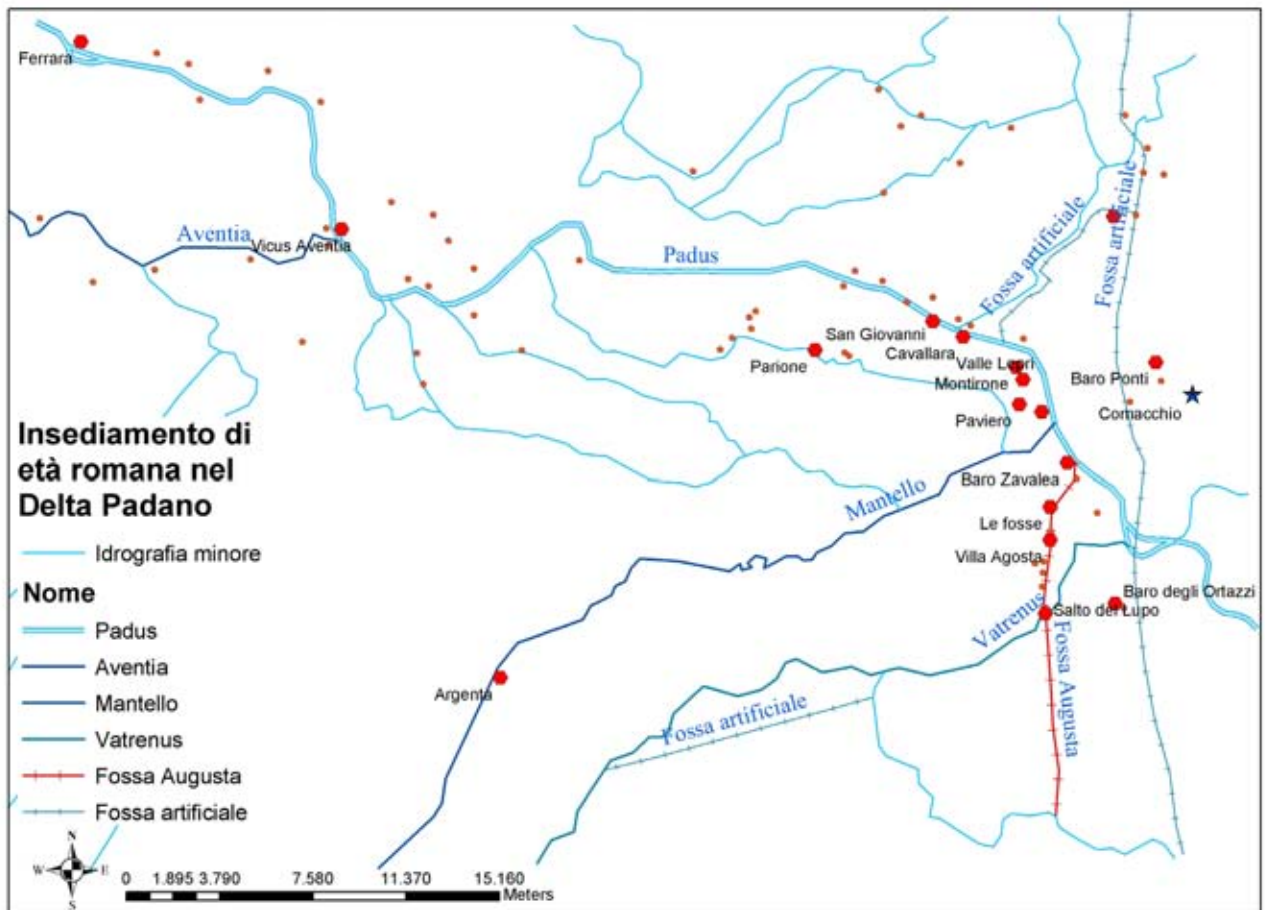 Ferrara
Aventia
Vicus Aventia
Padus
Fossa artificiale
Fossa artificiale
San Giovanni
Cavallara
Parione
Valle Lepri
Montirone
Baro Ponti
Paviero
Comacchio
Mantello
Baro Zavalea
Le fosse
Villa Agosta
Vatrenus
Baro degli Ortazzi
Salto del Lupo
Fossa Augusta
Argenta
Fossa artificiale
Insediamento di
età romana nel
Delta Padano
Idrografia minore
Nome
Padus
Aventia
Mantello
Vatrenus
Fossa Augusta
Fossa artificiale
N
W E
S
0 1.895 3.790 7.580 11.370 15.160
Meters